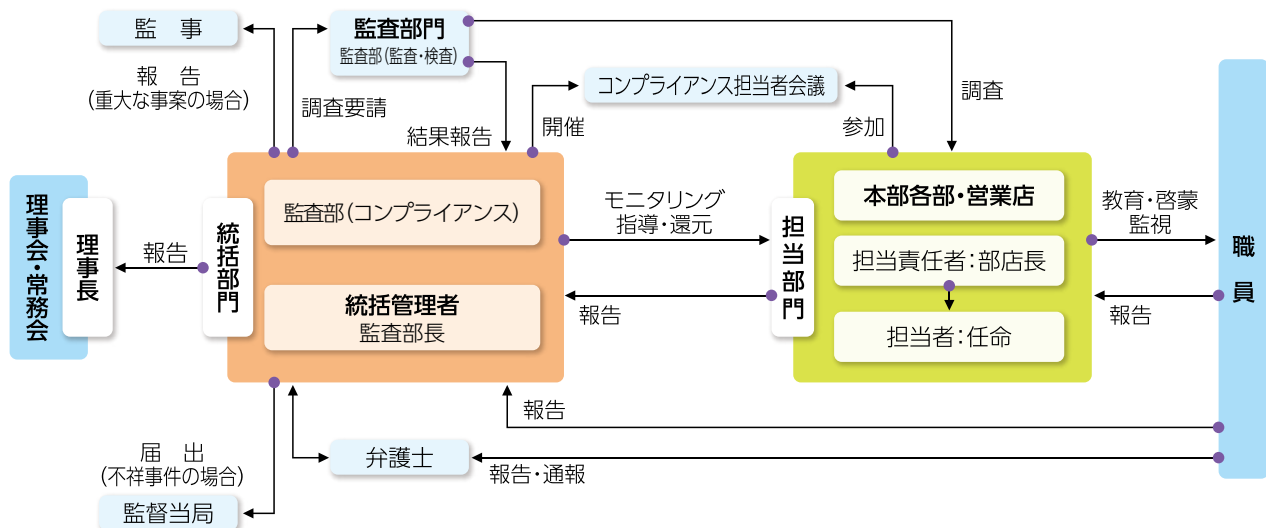 監　事
報　告
(重大な事案の場合)
調査要請
監査部門
監査部(監査・検査)
結果報告
開催
コンプライアンス担当者会議
参加
調査
理事会・常務会
理事長
報告
統括部門
監査部(コンプライアンス)
統括管理者
監査部長
モニタリング
指導・還元
報告
担当部門
本部各部・営業店
担当責任者：部店長
担当者：任命
教育・啓蒙
監視
報告
職員
報告
届　出
(不祥事件の場合)
弁護士
報告・通報
監督当局